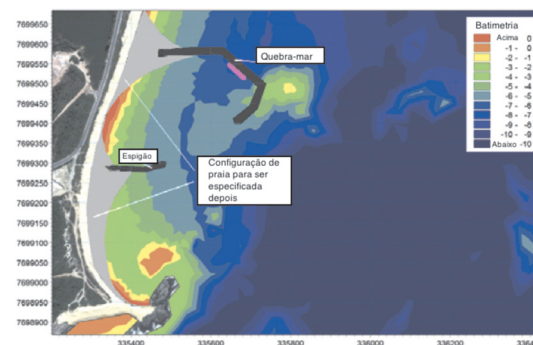 7699650
7699600
7699550
7699500
7699450
7699400
7699350
7699300
7699250
7699200
7699150
7699100
7699050
7699000
7698950
7698900
Quebra-mar
Espigão
Configuração de
praia para ser
especificada
depois
Batimetria
Acima 0
-1 - 0
-2 - -1
-3 - -2
-4 - -3
-5 - -4
-6 - -5
-7 - -6
-8 - -7
-9 - -8
-10 - -9
Abaixo -10
335400
335600
335800
336000
336200